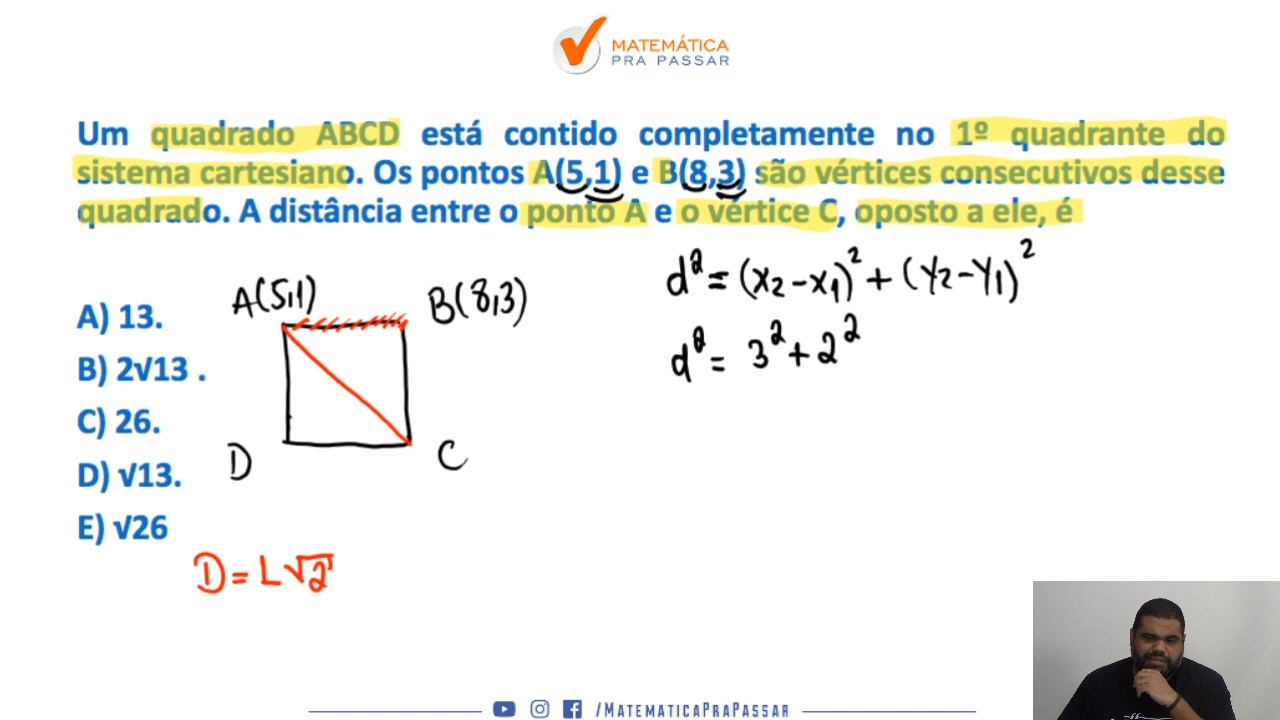 MATEMÁTICA
PRA PASSAR
Um quadrado ABCD está contido completamente no 1º quadrante do
sistema cartesiano. Os pontos A(5,1) e B(8,3) são vértices consecutivos desse
quadrado. A distância entre o ponto A e o vértice C, oposto a ele, é
A) 13.
B) 2√13 .
C) 26.
D) √13.
E) √26
A(5,1)
B(8,3)
D
C
D = L√2
d² = (x₂ - x₁)² + (y₂ - y₁)²
d² = 3² + 2²
/MATEMATICAPRAPASSAR